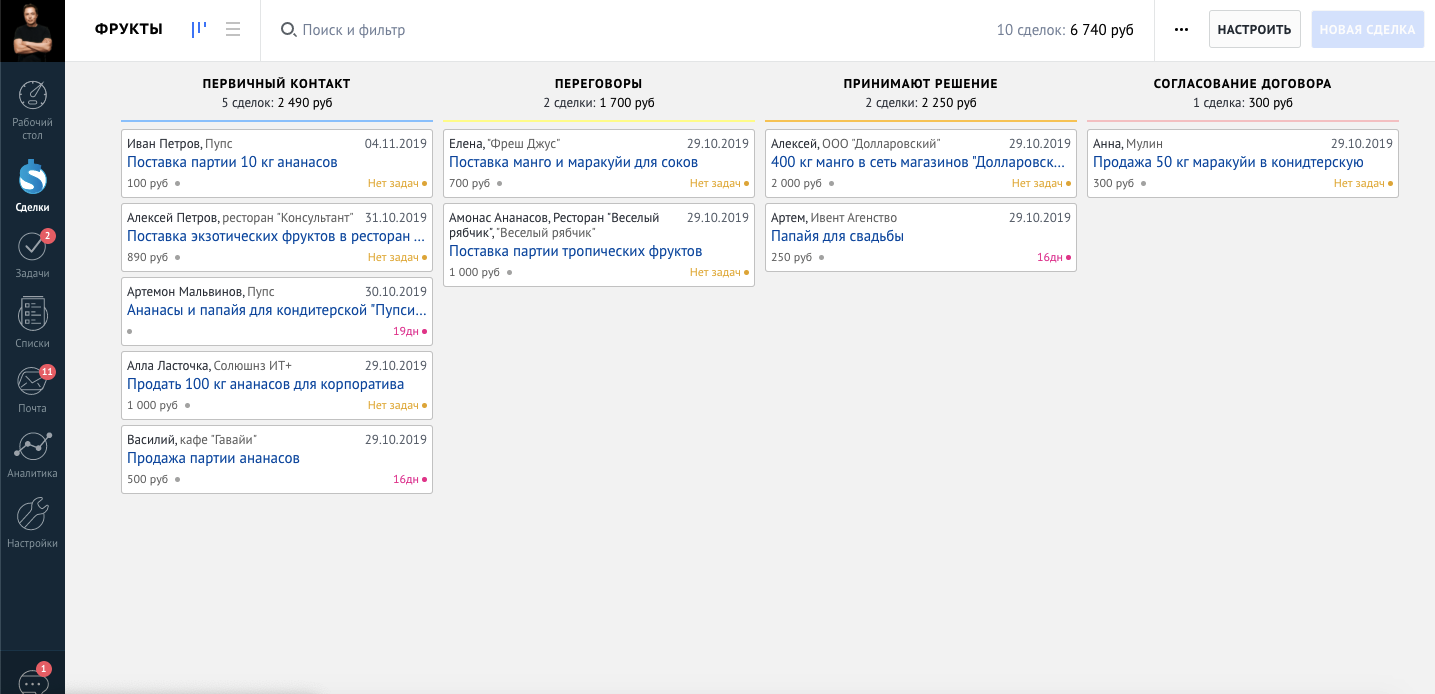 ФРУКТЫ
Поиск и фильтр
10 сделок: 6 740 руб
НАСТРОИТЬ
НОВАЯ СДЕЛКА
Рабочий
стол
Сделки
2
Задачи
Списки
11
Почта
Аналитика
Настройки
1
ПЕРВИЧНЫЙ КОНТАКТ
5 сделок: 2 490 руб
Иван Петров, Пупс 04.11.2019
Поставка партии 10 кг ананасов
100 руб Нет задач
Алексей Петров, ресторан "Консультант" 31.10.2019
Поставка экзотических фруктов в ресторан ...
890 руб Нет задач
Артемон Мальвинов, Пупс 30.10.2019
Ананасы и папайя для кондитерской "Пупси...
19дн
Алла Ласточка, Солюшнз ИТ+ 29.10.2019
Продать 100 кг ананасов для корпоратива
1 000 руб Нет задач
Василий, кафе "Гавайи" 29.10.2019
Продажа партии ананасов
500 руб 16дн
ПЕРЕГОВОРЫ
2 сделки: 1 700 руб
Елена, "Фреш Джус" 29.10.2019
Поставка манго и маракуйи для соков
700 руб Нет задач
Амонас Ананасов, Ресторан "Веселый 29.10.2019
рябчик", "Веселый рябчик"
Поставка партии тропических фруктов
1 000 руб Нет задач
ПРИНИМАЮТ РЕШЕНИЕ
2 сделки: 2 250 руб
Алексей, ООО "Долларовский" 29.10.2019
400 кг манго в сеть магазинов "Долларовск...
2 000 руб Нет задач
Артем, Ивент Агенство 29.10.2019
Папайя для свадьбы
250 руб 16дн
СОГЛАСОВАНИЕ ДОГОВОРА
1 сделка: 300 руб
Анна, Мулин 29.10.2019
Продажа 50 кг маракуйи в конидтерскую
300 руб Нет задач